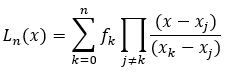 L_n(x) = \sum_{k=0}^{n} f_k \prod_{j \neq k} \frac{(x - x_j)}{(x_k - x_j)}